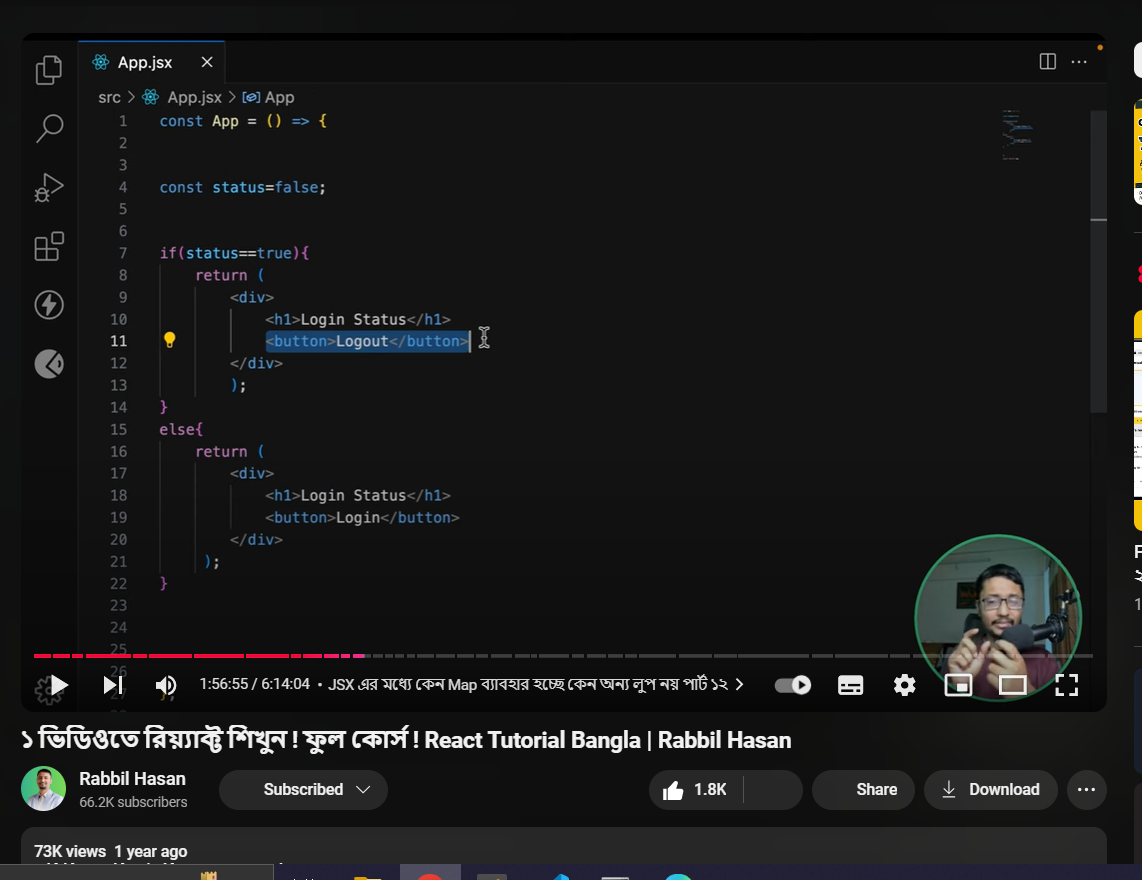 App.jsx
src > App.jsx > App
1 const App = () => {
2
3
4 const status=false;
5
6
7 if(status==true){
8 return (
9 <div>
10 <h1>Login Status</h1>
11 <button>Logout</button>
12 </div>
13 );
14 }
15 else{
16 return (
17 <div>
18 <h1>Login Status</h1>
19 <button>Login</button>
20 </div>
21 );
22 }
23
24
25
26
1:56:55 / 6:14:04 • JSX এর মধ্যে কেন Map ব্যাবহার হচ্ছে কেন অন্য লুপ নয় পার্ট ১২ >
১ ভিডিওতে রিয়্যাক্ট শিখুন ! ফুল কোর্স ! React Tutorial Bangla | Rabbil Hasan
Rabbil Hasan
66.2K subscribers
Subscribed
1.8K
Share
Download
73K views 1 year ago